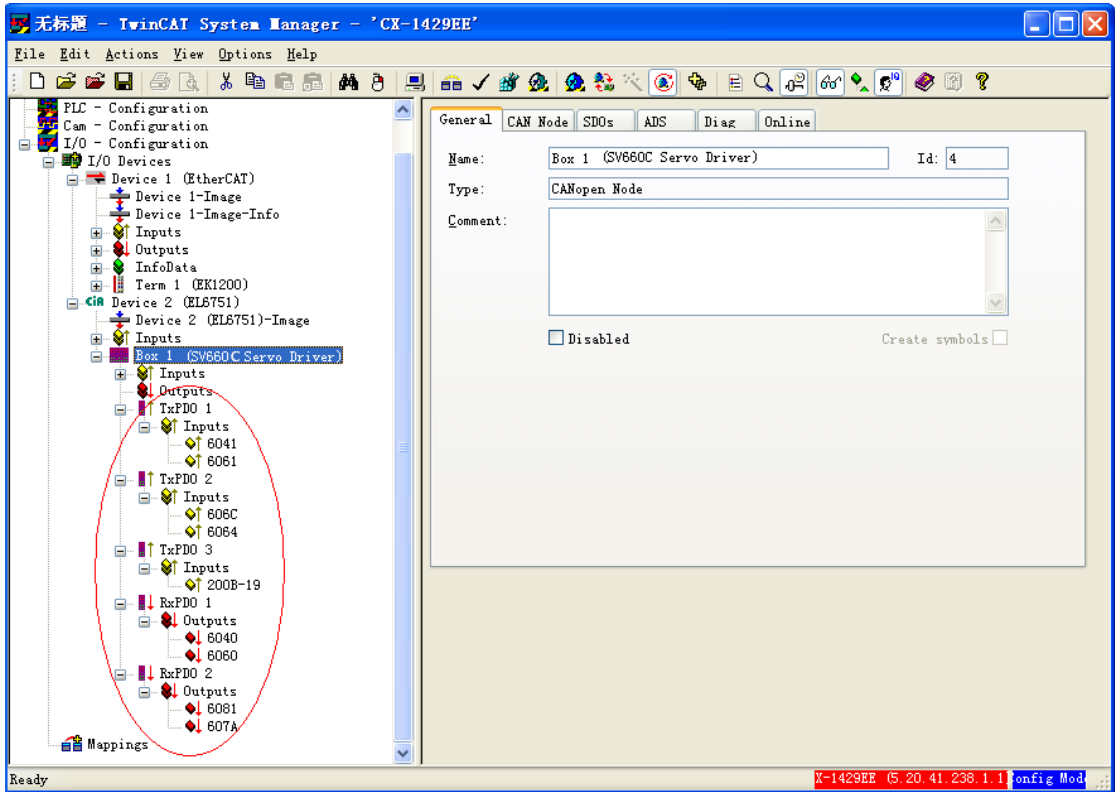 无标题 - TwinCAT System Manager - 'CX-1429EE'
File Edit Actions View Options Help
PLC - Configuration
Cam - Configuration
I/O - Configuration
I/O Devices
Device 1 (EtherCAT)
Device 1-Image
Device 1-Image-Info
Inputs
Outputs
InfoData
Term 1 (EK1200)
CiA Device 2 (EL6751)
Device 2 (EL6751)-Image
Inputs
Box 1 (SV660C Servo Driver)
Inputs
Outputs
TxPDO 1
Inputs
6041
6061
TxPDO 2
Inputs
606C
6064
TxPDO 3
Inputs
200B-19
RxPDO 1
Outputs
6040
6060
RxPDO 2
Outputs
6081
607A
Mappings
General CAN Node SDOs ADS Diag Online
Name: Box 1 (SV660C Servo Driver) Id: 4
Type: CANopen Node
Comment:
Disabled Create symbols
Ready X-1429EE (5.20.41.238.1.1) onfig Mod